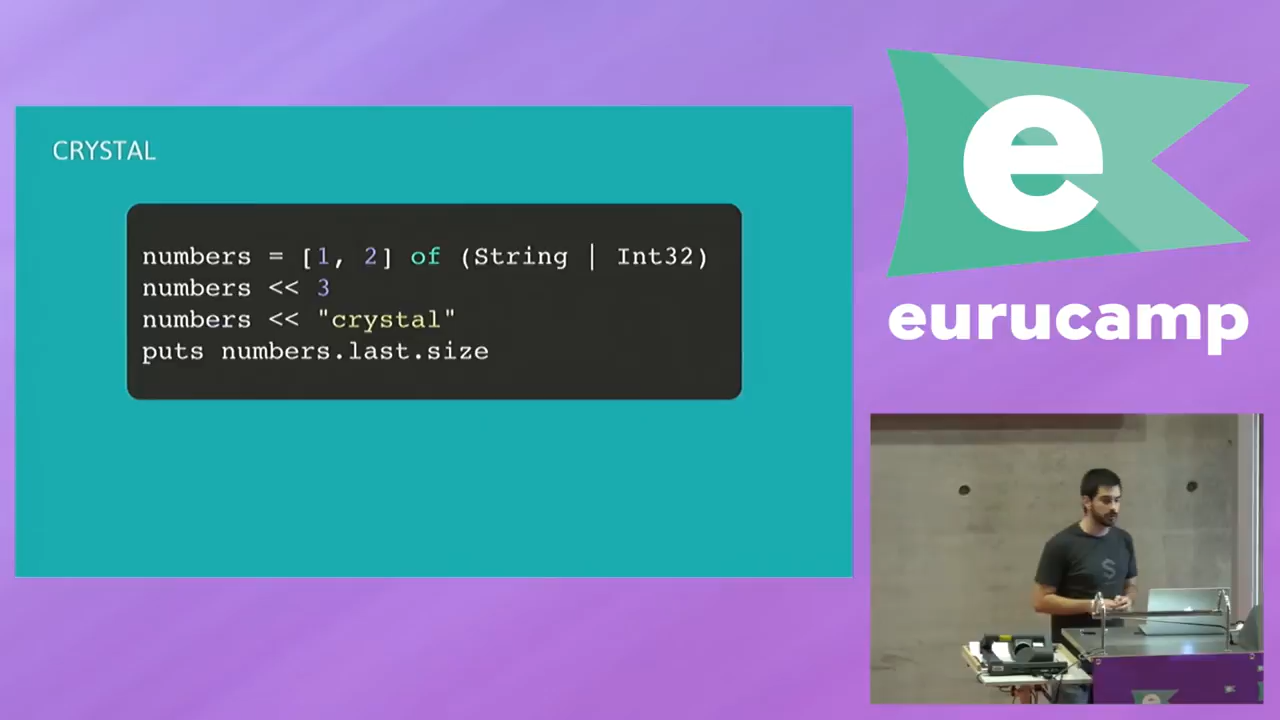 CRYSTAL
numbers = [1, 2] of (String | Int32)
numbers << 3
numbers << "crystal"
puts numbers.last.size
e
eurucamp
S
e